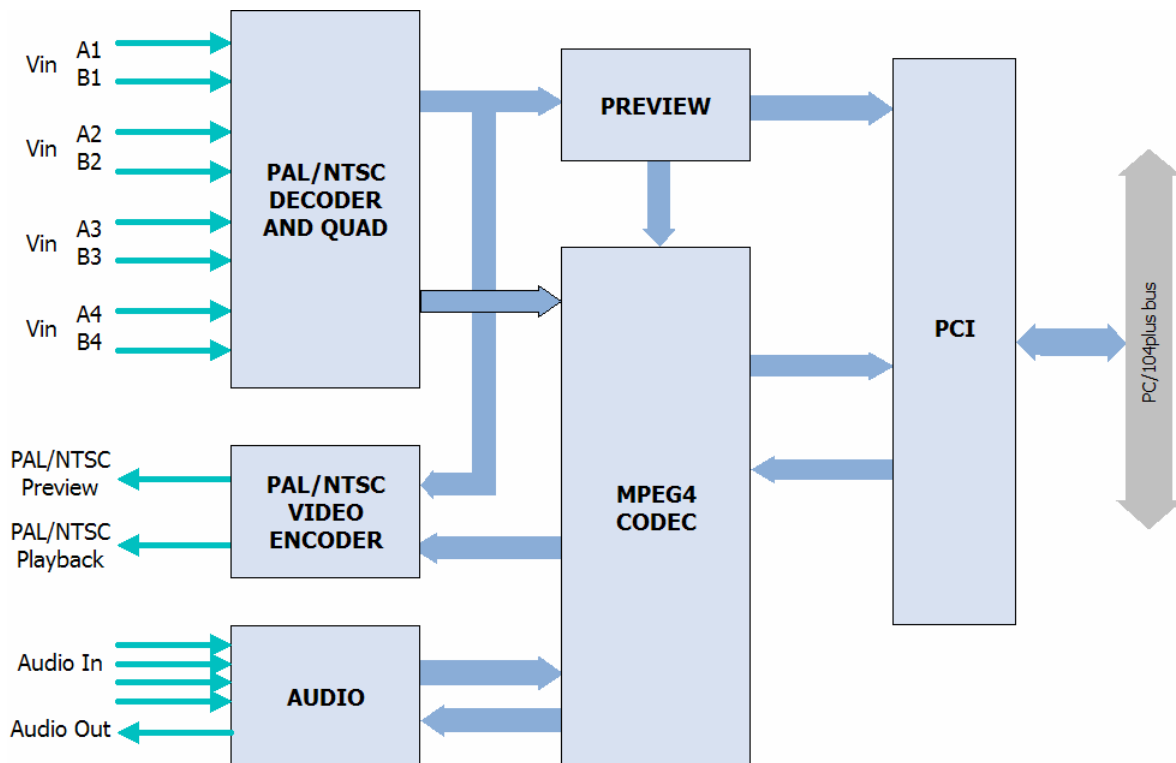 Vin A1
B1
Vin A2
B2
Vin A3
B3
Vin A4
B4
PAL/NTSC
DECODER
AND QUAD
PREVIEW
PCI
PC/104plus bus
MPEG4
CODEC
PAL/NTSC
Preview
PAL/NTSC
Playback
PAL/NTSC
VIDEO
ENCODER
Audio In
Audio Out
AUDIO